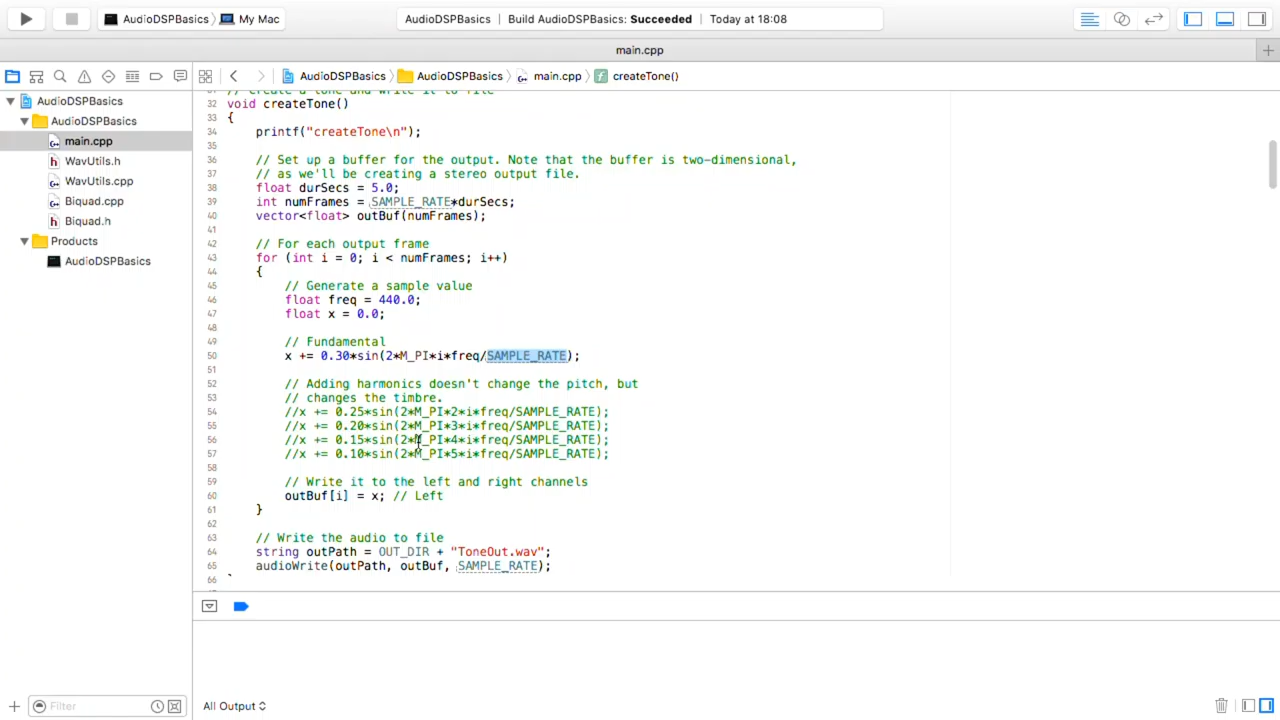 AudioDSPBasics 〉 My Mac
AudioDSPBasics | Build AudioDSPBasics: Succeeded | Today at 18:08
main.cpp
AudioDSPBasics 〉 AudioDSPBasics 〉 main.cpp 〉 createTone()
AudioDSPBasics
AudioDSPBasics
main.cpp
WavUtils.h
WavUtils.cpp
Biquad.cpp
Biquad.h
Products
AudioDSPBasics
31 // Create a tone and write it to file
32 void createTone()
33 {
34 printf("createTone\n");
35
36 // Set up a buffer for the output. Note that the buffer is two-dimensional,
37 // as we'll be creating a stereo output file.
38 float durSecs = 5.0;
39 int numFrames = SAMPLE_RATE*durSecs;
40 vector<float> outBuf(numFrames);
41
42 // For each output frame
43 for (int i = 0; i < numFrames; i++)
44 {
45 // Generate a sample value
46 float freq = 440.0;
47 float x = 0.0;
48
49 // Fundamental
50 x += 0.30*sin(2*M_PI*i*freq/SAMPLE_RATE);
51
52 // Adding harmonics doesn't change the pitch, but
53 // changes the timbre.
54 //x += 0.25*sin(2*M_PI*2*i*freq/SAMPLE_RATE);
55 //x += 0.20*sin(2*M_PI*3*i*freq/SAMPLE_RATE);
56 //x += 0.15*sin(2*M_PI*4*i*freq/SAMPLE_RATE);
57 //x += 0.10*sin(2*M_PI*5*i*freq/SAMPLE_RATE);
58
59 // Write it to the left and right channels
60 outBuf[i] = x; // Left
61 }
62
63 // Write the audio to file
64 string outPath = OUT_DIR + "ToneOut.wav";
65 audioWrite(outPath, outBuf, SAMPLE_RATE);
66
Filter
All Output